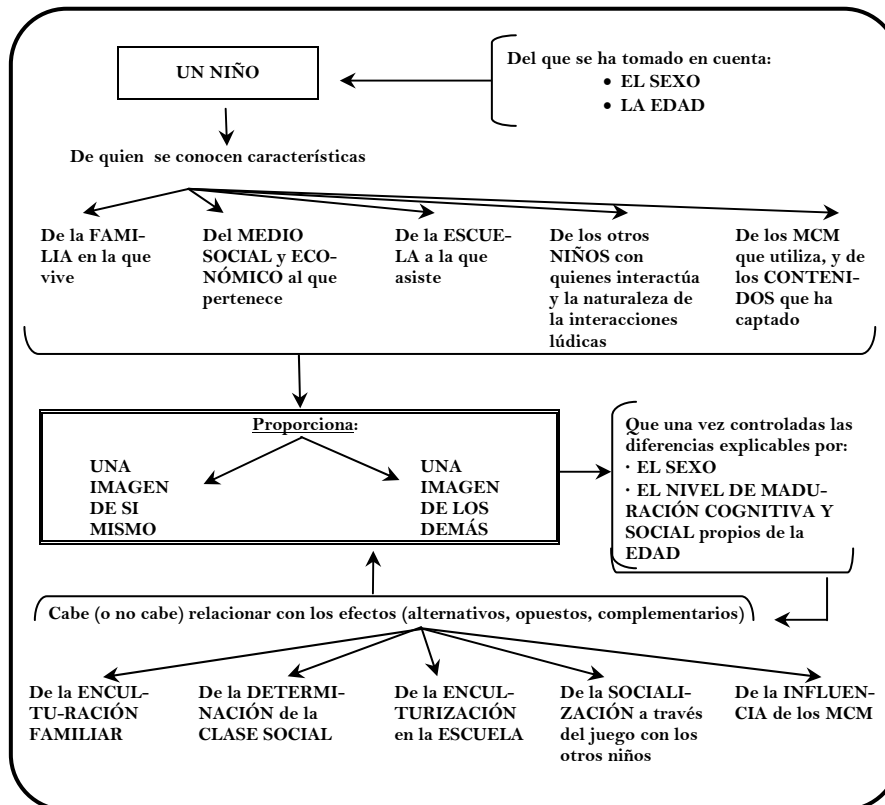 UN NIÑO
Del que se ha tomado en cuenta:
• EL SEXO
• LA EDAD
De quien se conocen característícas
De la FAMI-
LIA en la que
vive
Del MEDIO
SOCIAL y ECO-
NÓMICO al que
pertenece
De la ESCUE-
LA a la que
asiste
De los otros
NIÑOS con
quienes interactúa
y la naturaleza de
la interacciones
lúdicas
De los MCM
que utiliza, y de
los CONTENI-
DOS que ha
captado
Proporciona:
UNA
IMAGEN
DE SI
MISMO
UNA
IMAGEN
DE LOS
DEMÁS
Que una vez controladas las
diferencias explicables por:
· EL SEXO
· EL NIVEL DE MADU-
RACIÓN COGNITIVA Y
SOCIAL propios de la
EDAD
Cabe (o no cabe) relacionar con los efectos (alternativos, opuestos, complementarios)
De la ENCUL-
TU-RACIÓN
FAMILIAR
De la DETERMI-
NACIÓN de la
CLASE SOCIAL
De la ENCUL-
TURIZACIÓN
en la ESCUELA
De la SOCIALI-
ZACIÓN a través
del juego con los
otros niños
De la INFLUEN-
CIA de los MCM